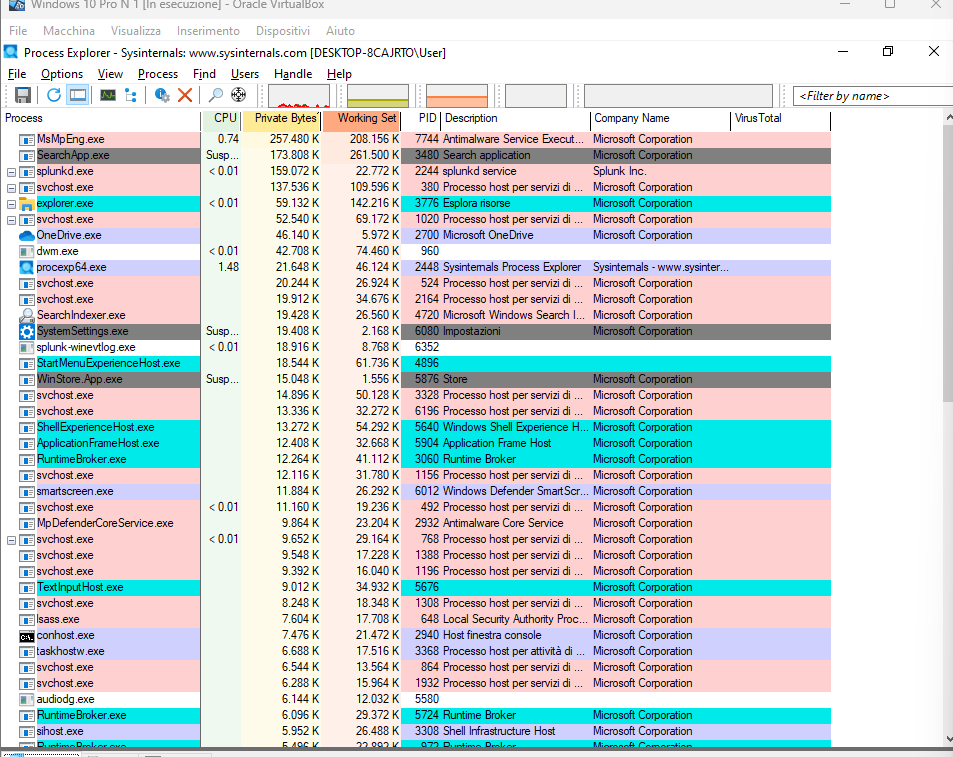 Windows 10 Pro N 1 [In esecuzione] - Oracle VirtualBox
File Macchina Visualizza Inserimento Dispositivi Aiuto
Process Explorer - Sysinternals: www.sysinternals.com [DESKTOP-8CAJRTO\User]
File Options View Process Find Users Handle Help
<Filter by name>
Process CPU Private Bytes Working Set PID Description Company Name VirusTotal
MsMpEng.exe 0.74 257.480 K 208.156 K 7744 Antimalware Service Execut... Microsoft Corporation
SearchApp.exe Susp... 173.808 K 261.500 K 3480 Search application Microsoft Corporation
splunkd.exe < 0.01 159.072 K 22.772 K 2244 splunkd service Splunk Inc.
svchost.exe 137.536 K 109.596 K 380 Processo host per servizi di ... Microsoft Corporation
explorer.exe < 0.01 59.132 K 142.216 K 3776 Esplora risorse Microsoft Corporation
svchost.exe 52.540 K 69.172 K 1020 Processo host per servizi di ... Microsoft Corporation
OneDrive.exe 46.140 K 5.972 K 2700 Microsoft OneDrive Microsoft Corporation
dwm.exe < 0.01 42.708 K 74.460 K 960
procexp64.exe 1.48 21.648 K 46.124 K 2448 Sysinternals Process Explorer Sysinternals - www.sysinter...
svchost.exe 20.244 K 26.924 K 524 Processo host per servizi di ... Microsoft Corporation
svchost.exe 19.912 K 34.676 K 2164 Processo host per servizi di ... Microsoft Corporation
SearchIndexer.exe 19.428 K 26.560 K 4720 Microsoft Windows Search I... Microsoft Corporation
SystemSettings.exe Susp... 19.408 K 2.168 K 6080 Impostazioni Microsoft Corporation
splunk-winevtlog.exe < 0.01 18.916 K 8.768 K 6352
StartMenuExperienceHost.exe 18.544 K 61.736 K 4896
WinStore.App.exe Susp... 15.048 K 1.556 K 5876 Store Microsoft Corporation
svchost.exe 14.896 K 50.128 K 3328 Processo host per servizi di ... Microsoft Corporation
svchost.exe 13.336 K 32.272 K 6196 Processo host per servizi di ... Microsoft Corporation
ShellExperienceHost.exe 13.272 K 54.292 K 5640 Windows Shell Experience H... Microsoft Corporation
ApplicationFrameHost.exe 12.408 K 32.668 K 5904 Application Frame Host Microsoft Corporation
RuntimeBroker.exe 12.264 K 41.112 K 3060 Runtime Broker Microsoft Corporation
svchost.exe 12.116 K 31.780 K 1156 Processo host per servizi di ... Microsoft Corporation
smartscreen.exe 11.884 K 26.292 K 6012 Windows Defender SmartScr... Microsoft Corporation
svchost.exe < 0.01 11.160 K 19.236 K 492 Processo host per servizi di ... Microsoft Corporation
MpDefenderCoreService.exe 9.864 K 23.204 K 2932 Antimalware Core Service Microsoft Corporation
svchost.exe < 0.01 9.652 K 29.164 K 768 Processo host per servizi di ... Microsoft Corporation
svchost.exe 9.548 K 17.228 K 1388 Processo host per servizi di ... Microsoft Corporation
svchost.exe 9.392 K 16.040 K 1196 Processo host per servizi di ... Microsoft Corporation
TextInputHost.exe 9.012 K 34.932 K 5676 Microsoft Corporation
svchost.exe 8.248 K 18.348 K 1308 Processo host per servizi di ... Microsoft Corporation
lsass.exe 7.604 K 17.708 K 648 Local Security Authority Proc... Microsoft Corporation
conhost.exe 7.476 K 21.472 K 2940 Host finestra console Microsoft Corporation
taskhostw.exe 6.688 K 17.516 K 3368 Processo host per attività di ... Microsoft Corporation
svchost.exe 6.544 K 13.564 K 864 Processo host per servizi di ... Microsoft Corporation
svchost.exe 6.288 K 15.964 K 1932 Processo host per servizi di ... Microsoft Corporation
audiodg.exe 6.144 K 12.032 K 5580
RuntimeBroker.exe 6.096 K 29.372 K 5724 Runtime Broker Microsoft Corporation
sihost.exe 5.952 K 26.488 K 3308 Shell Infrastructure Host Microsoft Corporation
RuntimeBroker.exe 5.496 K 22.892 K 972 Runtime Broker Microsoft Corporation